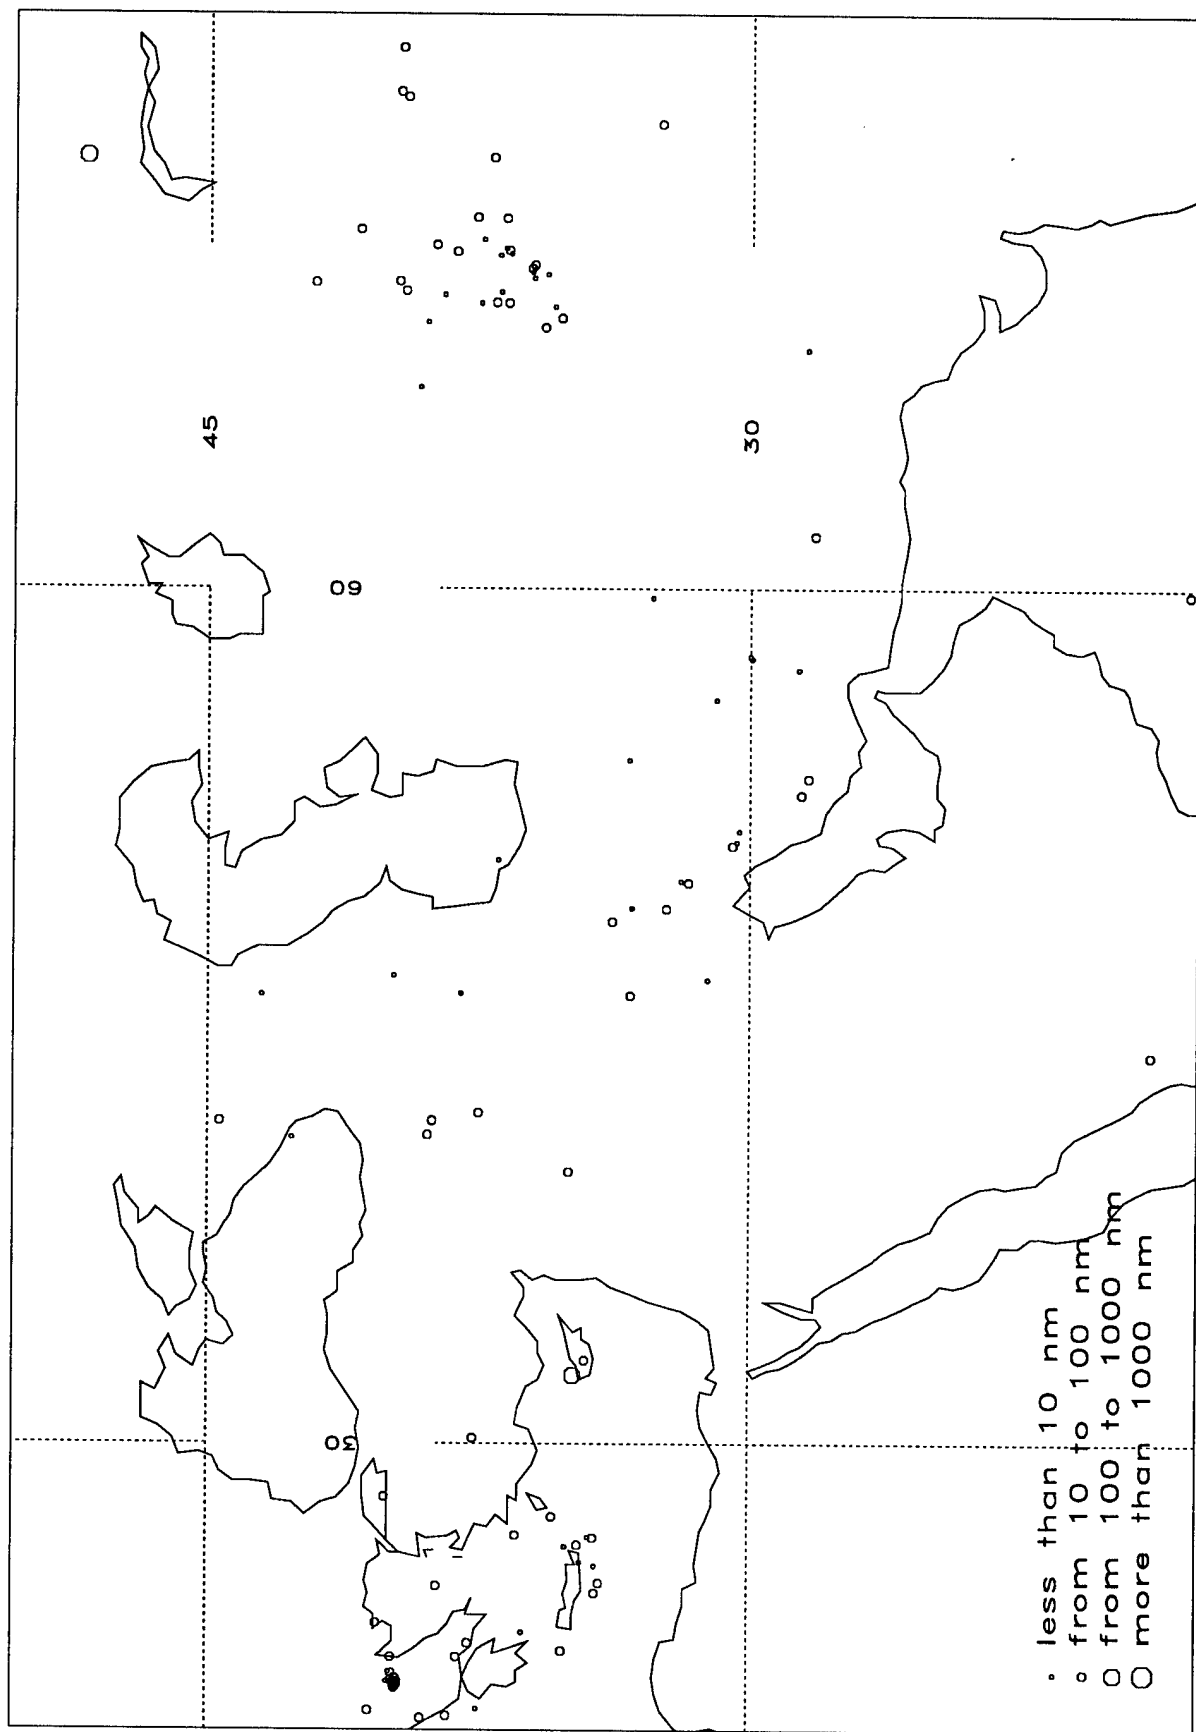 45
30
60
30
less than 10 nm
from 10 to 100 nm
from 100 to 1000 nm
more than 1000 nm